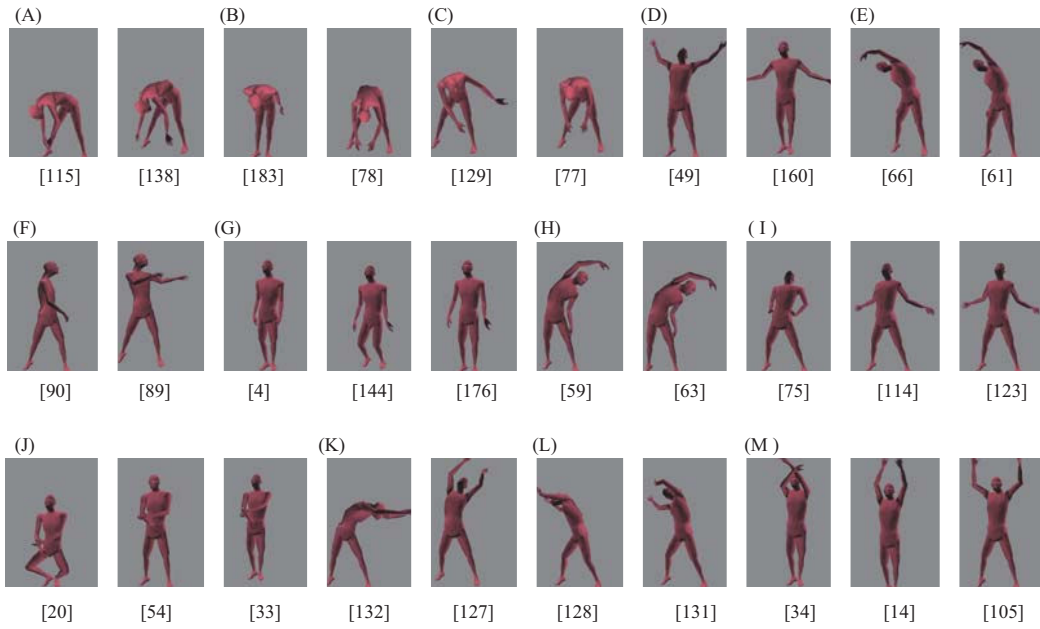 (A) (B) (C) (D) (E)
[115] [138] [183] [78] [129] [77] [49] [160] [66] [61]
(F) (G) (H) ( I )
[90] [89] [4] [144] [176] [59] [63] [75] [114] [123]
(J) (K) (L) (M )
[20] [54] [33] [132] [127] [128] [131] [34] [14] [105]